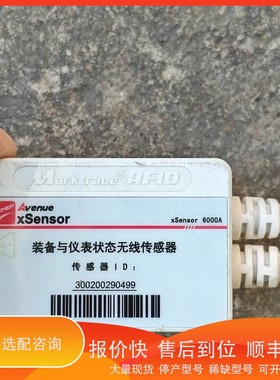 Marktrace RFID
Avenue
xSensor
xSensor 6000A
装备与仪表状态无线传感器
传感器ID:
300200290499
选配咨询
报价快 售后到位 顺丰
大量现货 停产型号 稀缺型号 可